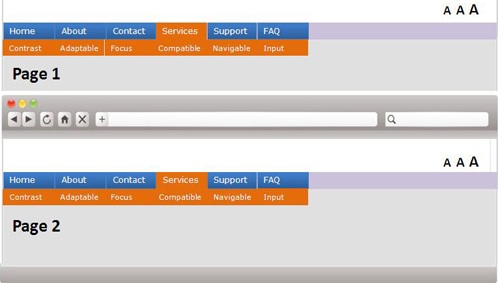 A A A
Home About Contact Services Support FAQ
Contrast Adaptable Focus Compatible Navigable Input
Page 1
A A A
Home About Contact Services Support FAQ
Contrast Adaptable Focus Compatible Navigable Input
Page 2